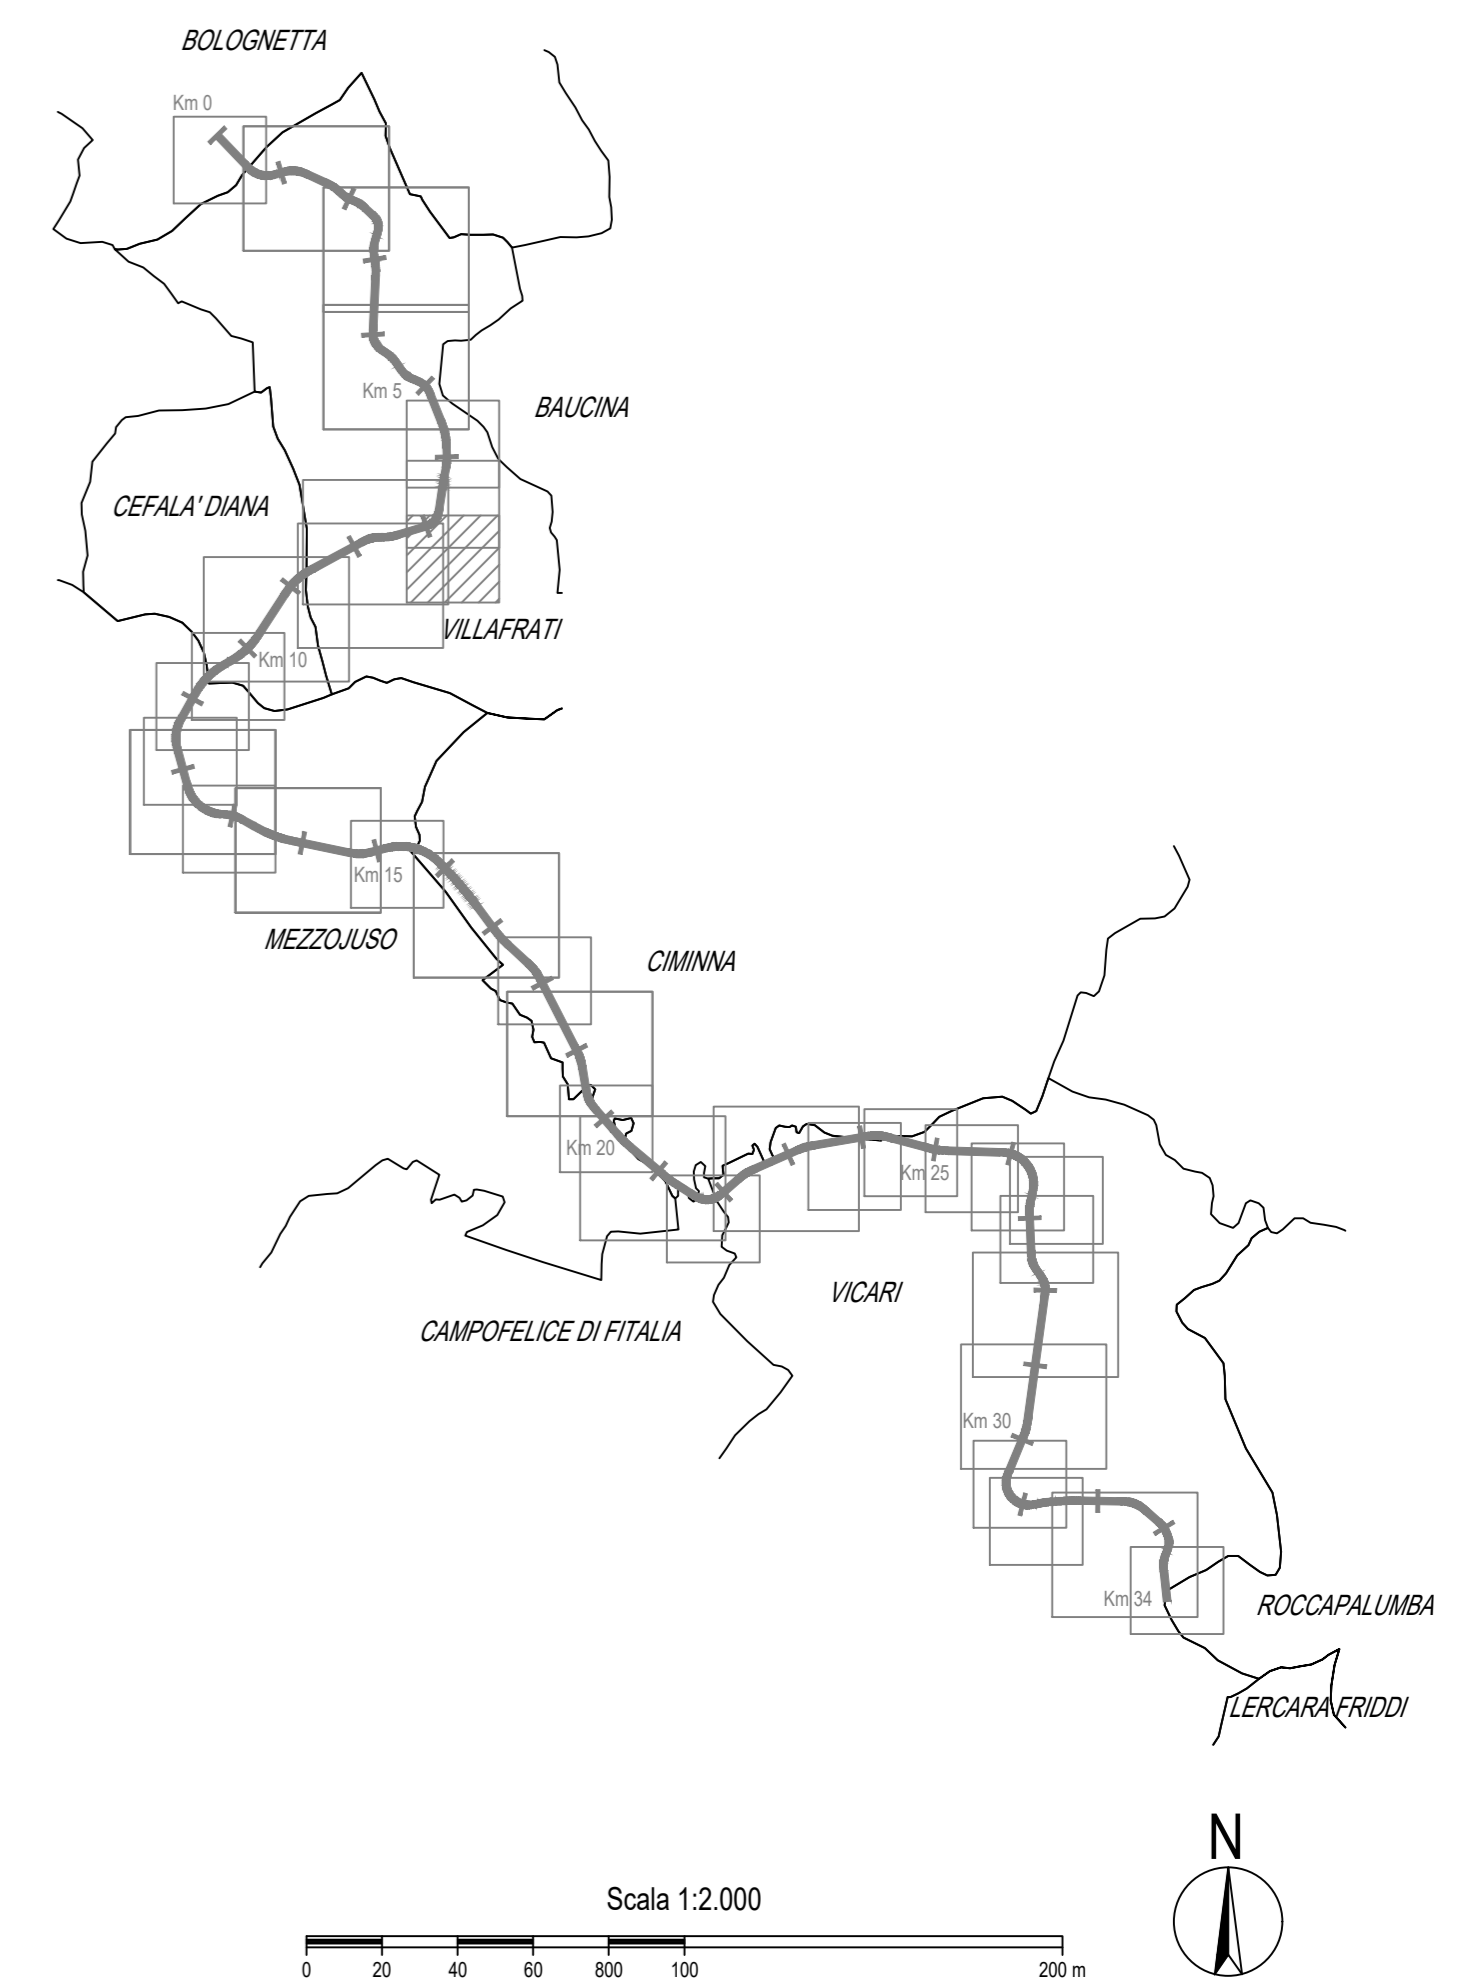 BOLOGNETTA
Km 0
Km 5
BAUCINA
CEFALA' DIANA
VILLAFRATI
Km 10
Km 15
MEZZOJUSO
CIMINNA
Km 20
Km 25
VICARI
CAMPOFELICE DI FITALIA
Km 30
Km 34
ROCCAPALUMBA
LERCARA FRIDDI
N
Scala 1:2.000
0 20 40 60 800 100 200 m